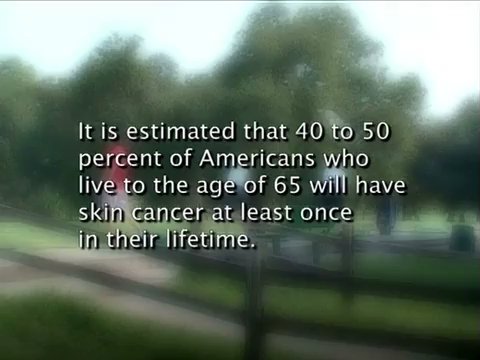 It is estimated that 40 to 50
percent of Americans who
live to the age of 65 will have
skin cancer at least once
in their lifetime.